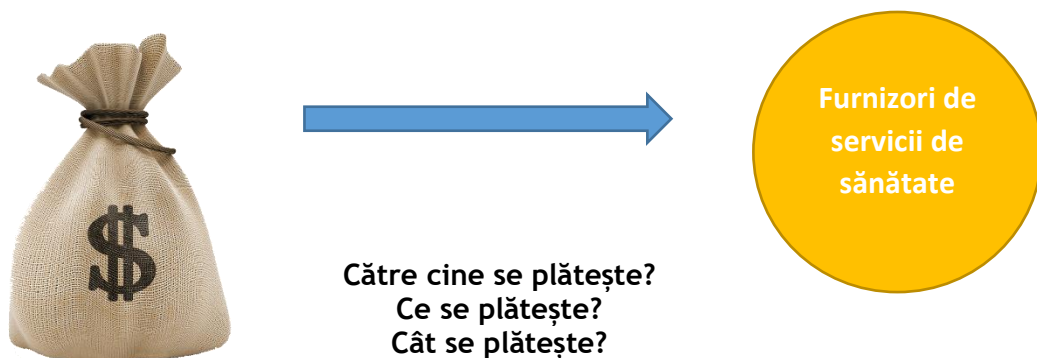 Furnizori de
servicii de
sănătate
$
Către cine se plătește?
Ce se plătește?
Cât se plătește?